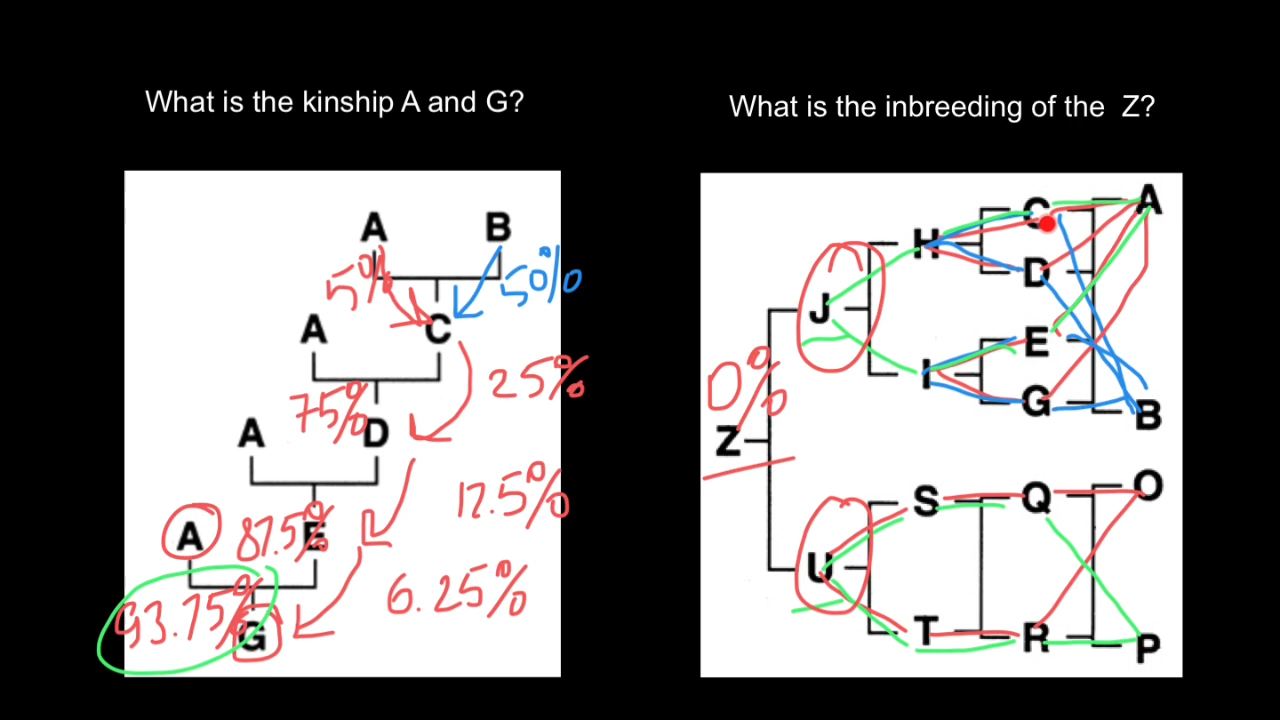 What is the kinship A and G?
A B
5% 50%
A C
25%
75%
A D
12.5%
A 87.5% E
6.25%
93.75%
G
What is the inbreeding of the Z?
A
C
H
D
J
E
I
G
B
0%
Z
O
S Q
U
T R
P